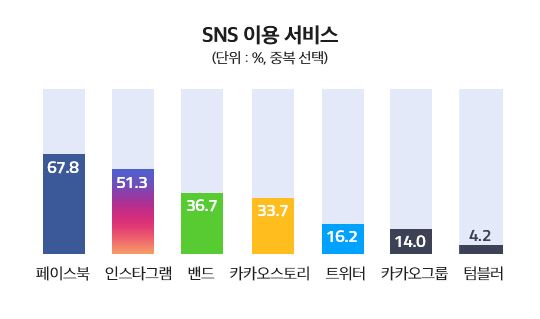 SNS 이용 서비스
(단위 : %, 중복 선택)
67.8
51.3
36.7
33.7
16.2
14.0
4.2
페이스북 인스타그램 밴드 카카오스토리 트위터 카카오그룹 텀블러